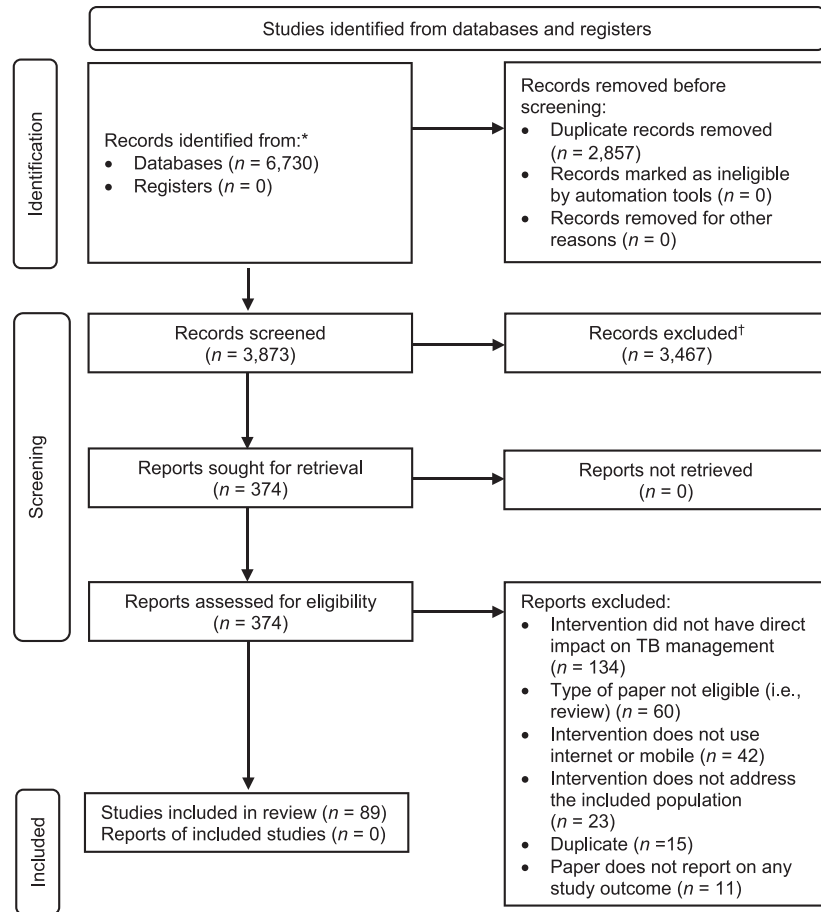 Studies identified from databases and registers
Identification
Records identified from:*
• Databases (n = 6,730)
• Registers (n = 0)
Records removed before
screening:
• Duplicate records removed
(n = 2,857)
• Records marked as ineligible
by automation tools (n = 0)
• Records removed for other
reasons (n = 0)
Screening
Records screened
(n = 3,873)
Records excluded†
(n = 3,467)
Reports sought for retrieval
(n = 374)
Reports not retrieved
(n = 0)
Reports assessed for eligibility
(n = 374)
Reports excluded:
• Intervention did not have direct
impact on TB management
(n = 134)
• Type of paper not eligible (i.e.,
review) (n = 60)
• Intervention does not use
internet or mobile (n = 42)
• Intervention does not address
the included population
(n = 23)
• Duplicate (n =15)
• Paper does not report on any
study outcome (n = 11)
Included
Studies included in review (n = 89)
Reports of included studies (n = 0)